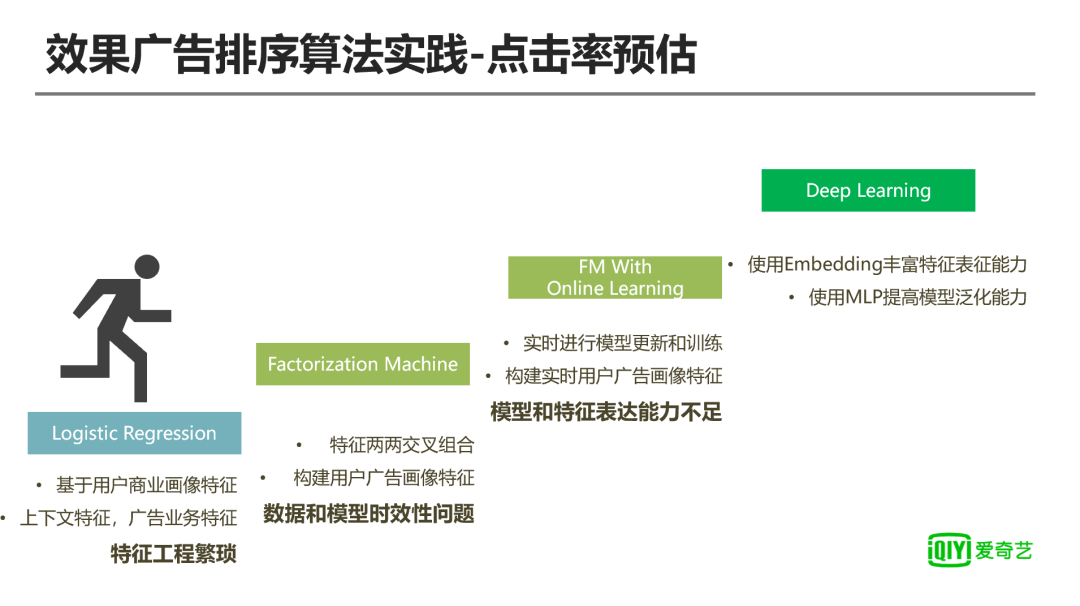 效果广告排序算法实践-点击率预估
Deep Learning
• 使用Embedding丰富特征表征能力
• 使用MLP提高模型泛化能力
FM With
Online Learning
• 实时进行模型更新和训练
• 构建实时用户广告画像特征
模型和特征表达能力不足
Factorization Machine
• 特征两两交叉组合
• 构建用户广告画像特征
数据和模型时效性问题
Logistic Regression
• 基于用户商业画像特征
• 上下文特征，广告业务特征
特征工程繁琐
iQIYI 爱奇艺